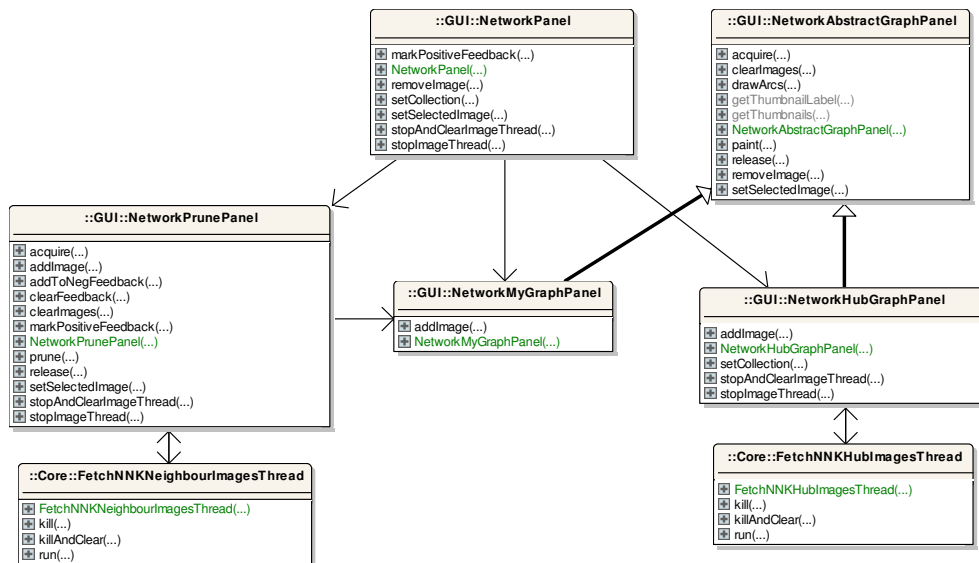 ::GUI::NetworkPanel
markPositiveFeedback(...)
NetworkPanel(...)
removeImage(...)
setCollection(...)
setSelectedImage(...)
stopAndClearImageThread(...)
stopImageThread(...)
::GUI::NetworkAbstractGraphPanel
acquire(...)
clearImages(...)
drawArcs(...)
getThumbnailLabel(...)
getThumbnails(...)
NetworkAbstractGraphPanel(...)
paint(...)
release(...)
removeImage(...)
setSelectedImage(...)
::GUI::NetworkPrunePanel
acquire(...)
addImage(...)
addToNegFeedback(...)
clearFeedback(...)
clearImages(...)
markPositiveFeedback(...)
NetworkPrunePanel(...)
prune(...)
release(...)
setSelectedImage(...)
stopAndClearImageThread(...)
stopImageThread(...)
::GUI::NetworkMyGraphPanel
addImage(...)
NetworkMyGraphPanel(...)
::GUI::NetworkHubGraphPanel
addImage(...)
NetworkHubGraphPanel(...)
setCollection(...)
stopAndClearImageThread(...)
stopImageThread(...)
::Core::FetchNNKNeighbourImagesThread
FetchNNKNeighbourImagesThread(...)
kill(...)
killAndClear(...)
run(...)
::Core::FetchNNKHubImagesThread
FetchNNKHubImagesThread(...)
kill(...)
killAndClear(...)
run(...)